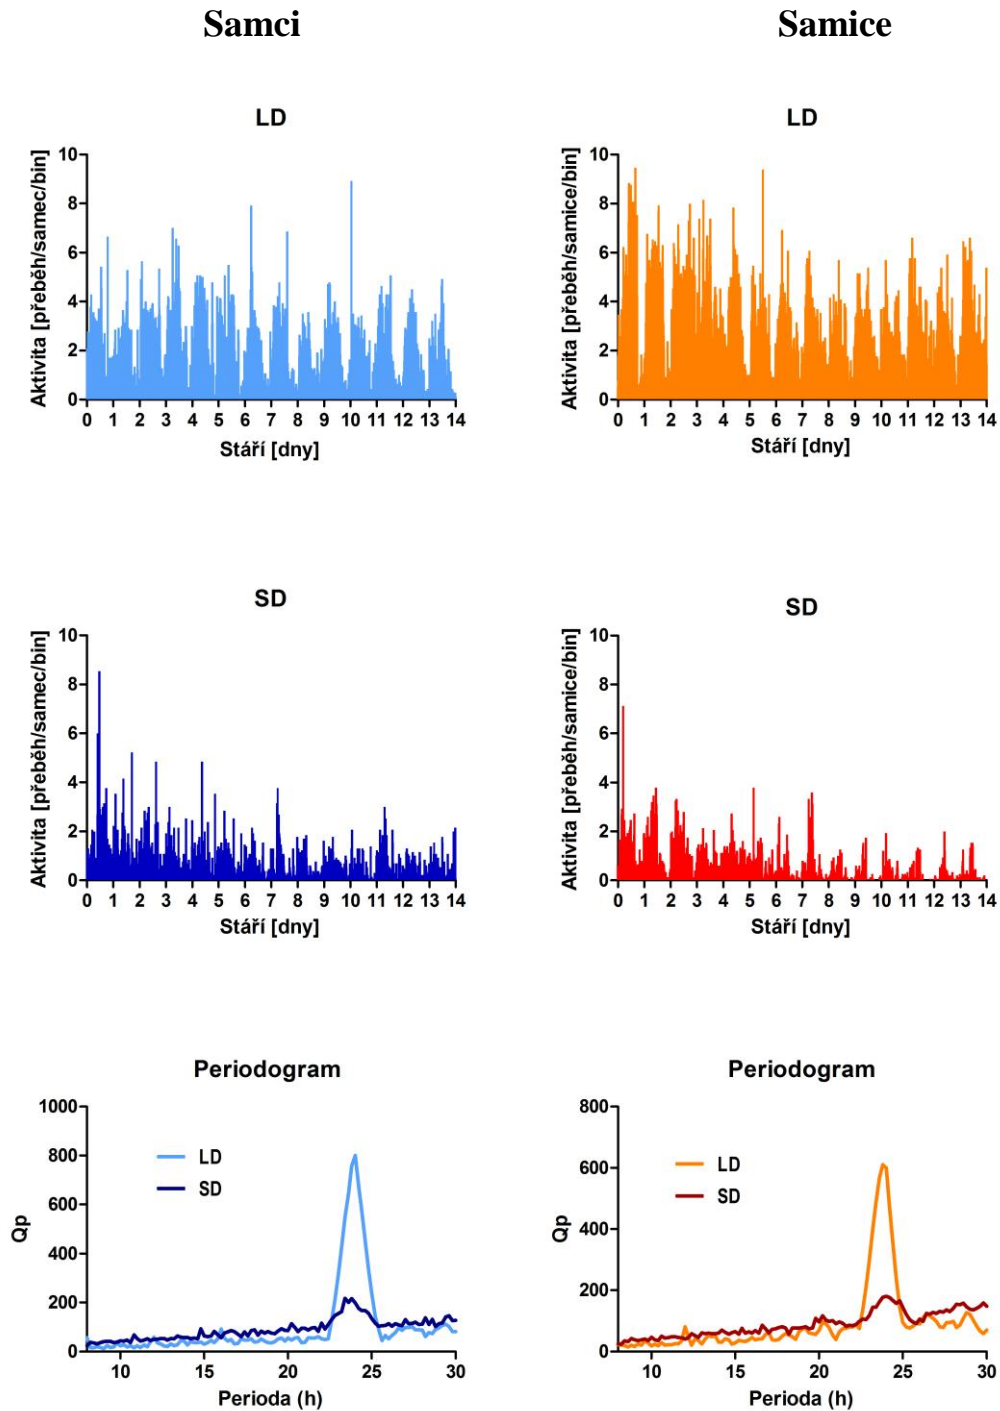 Samci
Samice
LD
Aktivita [přeběh/samec/bin]
10
8
6
4
2
0
0 1 2 3 4 5 6 7 8 9 10 11 12 13 14
Stáří [dny]
LD
Aktivita [přeběh/samice/bin]
10
8
6
4
2
0
0 1 2 3 4 5 6 7 8 9 10 11 12 13 14
Stáří [dny]
SD
Aktivita [přeběh/samec/bin]
10
8
6
4
2
0
0 1 2 3 4 5 6 7 8 9 10 11 12 13 14
Stáří [dny]
SD
Aktivita [přeběh/samice/bin]
10
8
6
4
2
0
0 1 2 3 4 5 6 7 8 9 10 11 12 13 14
Stáří [dny]
Periodogram
Qp
1000
800
600
400
200
0
LD
SD
10 15 20 25 30
Perioda (h)
Periodogram
Qp
800
600
400
200
0
LD
SD
10 15 20 25 30
Perioda (h)